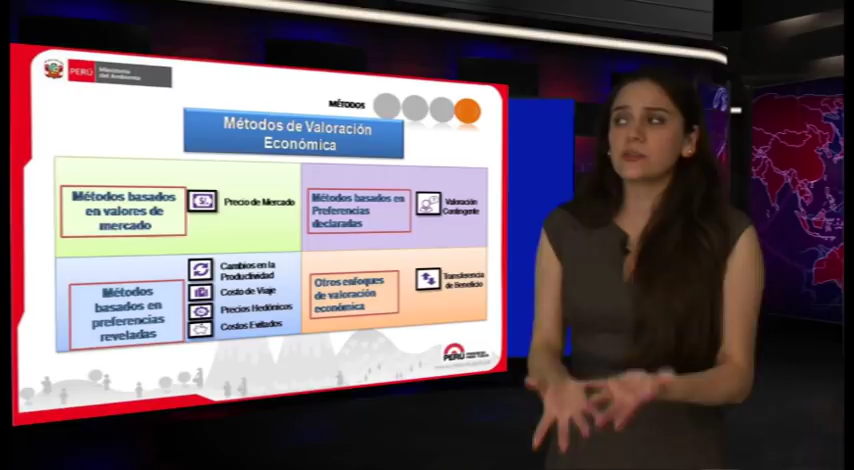 PERÚ
Ministerio
del Ambiente
MÉTODOS
Métodos de Valoración
Económica
Métodos basados
en valores de
mercado
Precio de Mercado
Métodos basados en
Preferencias
declaradas
Valoración
Contingente
Métodos
basados en
preferencias
reveladas
Cambios en la
Productividad
Costo de Viaje
Precios Hedónicos
Costos Evitados
Otros enfoques
de valoración
económica
Transferencia
de Beneficio
PERÚ